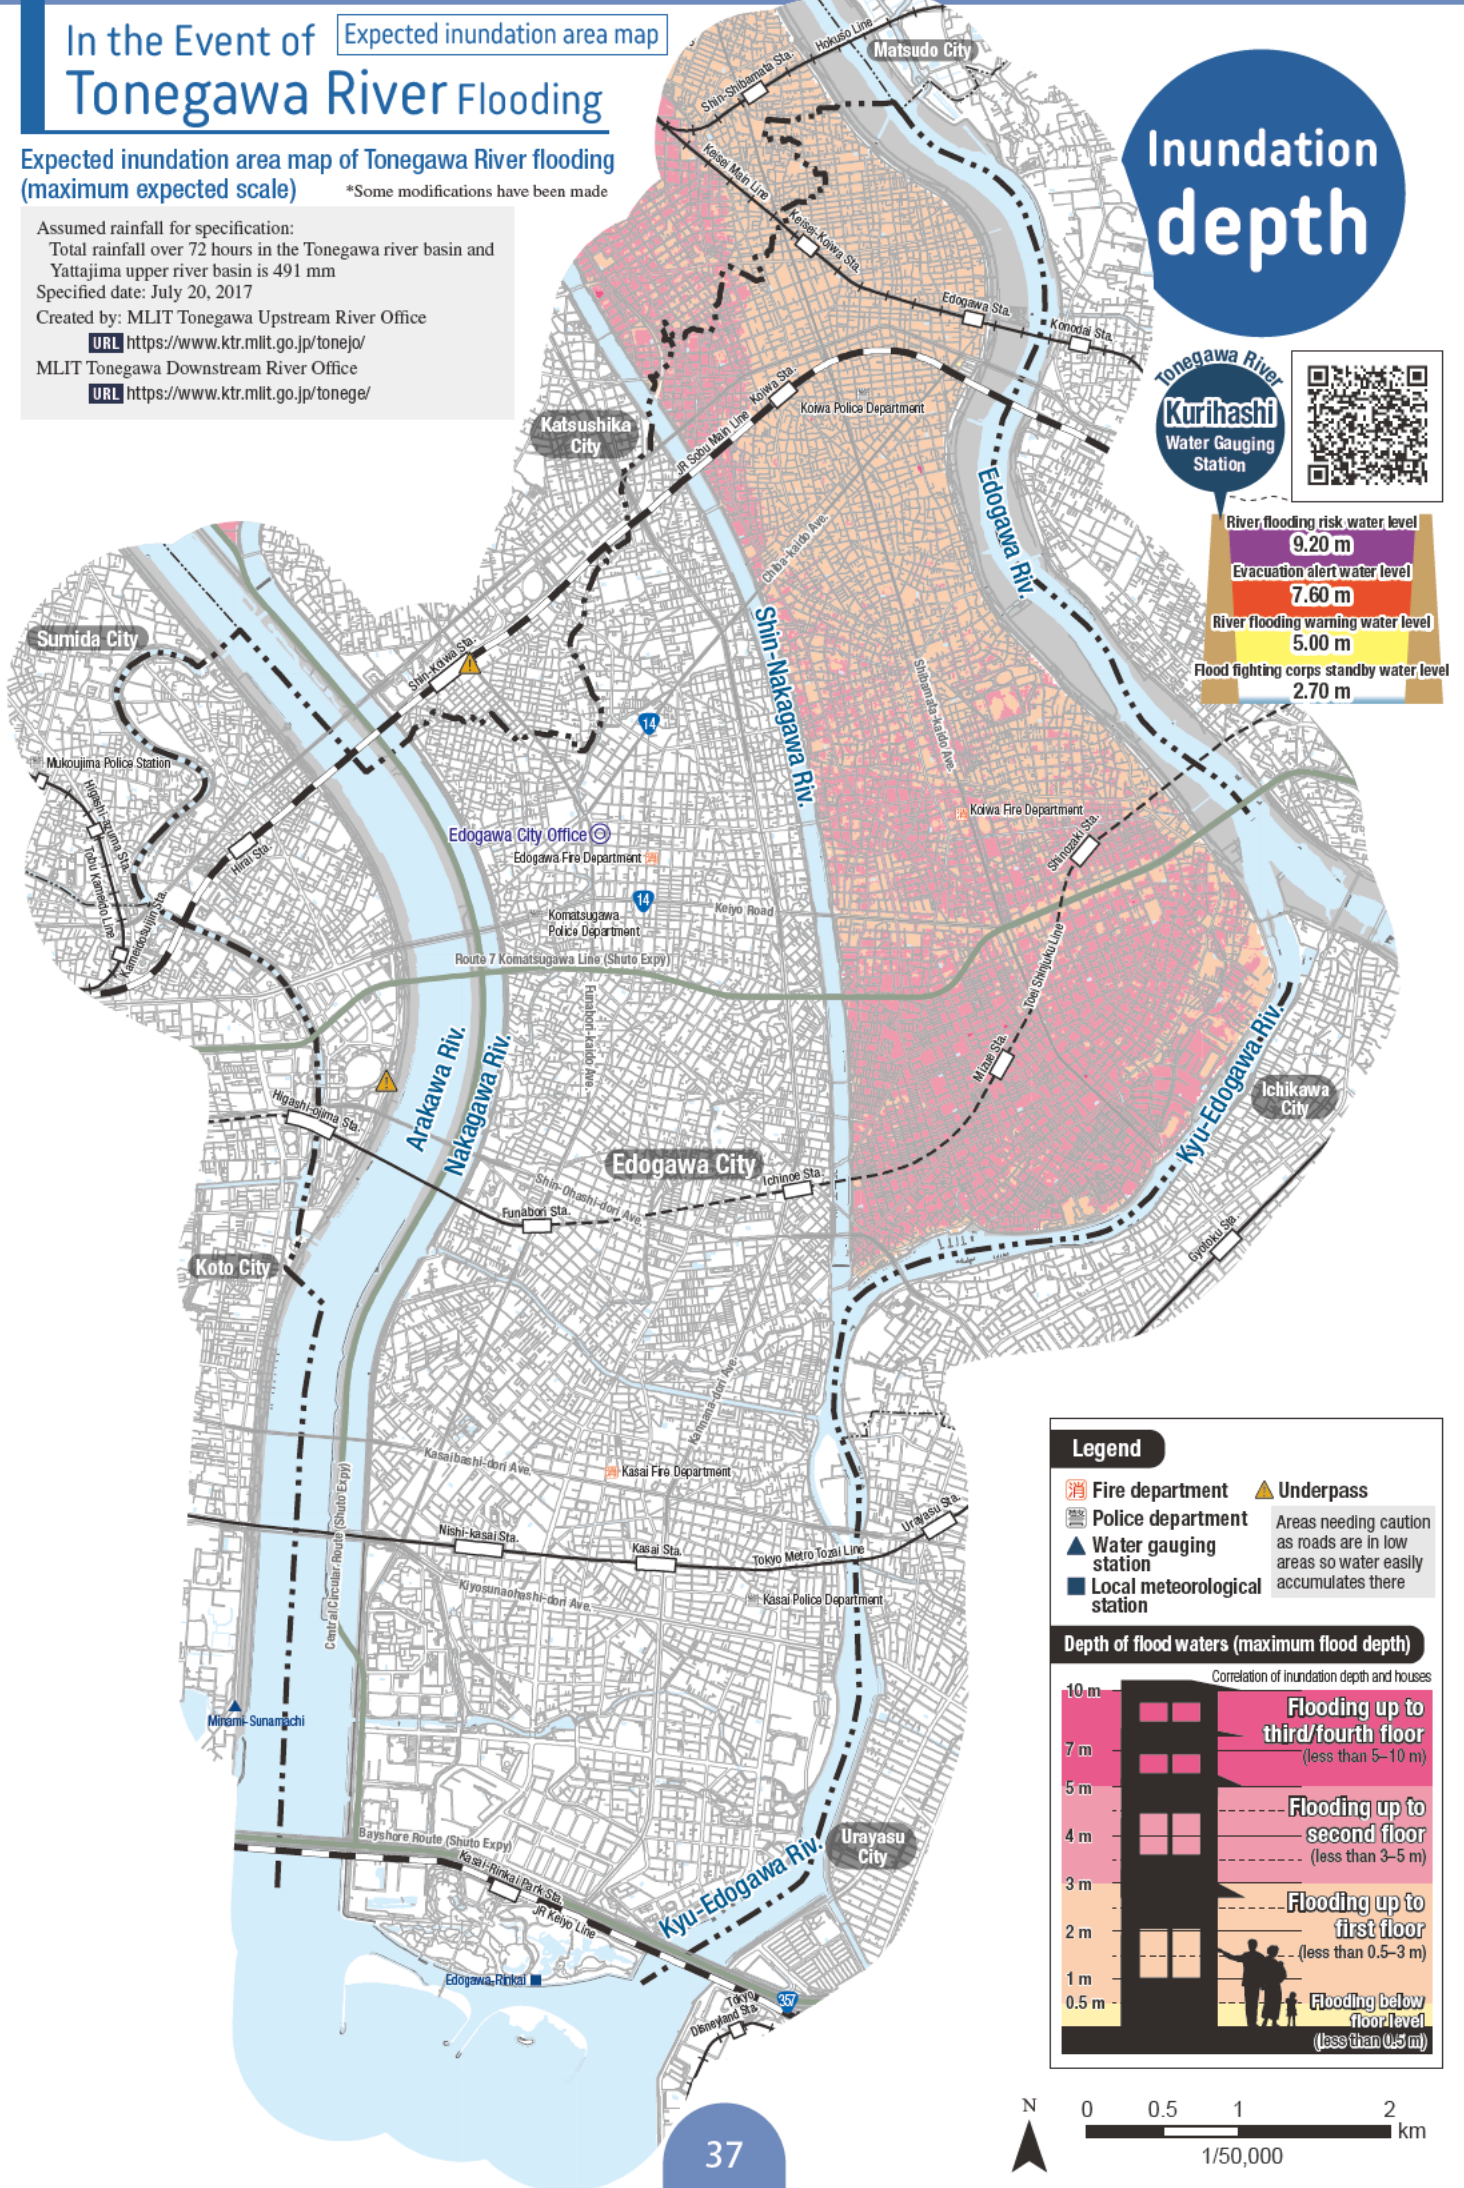 In the Event of
Expected inundation area map
Tonegawa River Flooding
Expected inundation area map of Tonegawa River flooding
(maximum expected scale)
*Some modifications have been made
Assumed rainfall for specification:
Total rainfall over 72 hours in the Tonegawa river basin and
Yattajima upper river basin is 491 mm
Specified date: July 20, 2017
Created by: MLIT Tonegawa Upstream River Office
URL https://www.ktr.mlit.go.jp/tonejo/
MLIT Tonegawa Downstream River Office
URL https://www.ktr.mlit.go.jp/tonege/
Inundation
depth
Tonegawa River
Kurihashi
Water Gauging
Station
River flooding risk water level
9.20 m
Evacuation alert water level
7.60 m
River flooding warning water level
5.00 m
Flood fighting corps standby water level
2.70 m
Hokuso Line
Matsudo City
Shin-Shibamata Sta.
Keisei Main Line
Keisei-Koiwa Sta.
Edogawa Sta.
Konodai Sta.
Koiwa Sta.
Koiwa Police Department
JR Sobu Main Line
Katsushika
City
Edogawa Riv.
Chiba-kaido Ave.
Shin-Nakagawa Riv.
Shibamata-kaido Ave.
Sumida City
Shin-Koiwa Sta.
14
Mukoujima Police Station
Higashi-azuma Sta.
Tobu Kameido Line
Hirai Sta.
Kameidosuijin Sta.
Edogawa City Office
Edogawa Fire Department 消
14
Komatsugawa
Police Department
Keiyo Road
消 Koiwa Fire Department
Shinozaki Sta.
Route 7 Komatsugawa Line (Shuto Expy)
Funabori-kaido Ave.
Toei Shinjuku Line
Mizue Sta.
Arakawa Riv.
Nakagawa Riv.
Kyu-Edogawa Riv.
Ichikawa
City
Higashi-ojima Sta.
Edogawa City
Ichinoe Sta.
Shin-Ohashi-dori Ave.
Funabori Sta.
Gyotoku Sta.
Koto City
Kannana-dori Ave.
Kasaibashi-dori Ave.
消 Kasai Fire Department
Central Circular Route (Shuto Expy)
Nishi-kasai Sta.
Kasai Sta.
Tokyo Metro Tozai Line
Urayasu Sta.
Kiyosunaohashi-dori Ave.
Kasai Police Department
Minami-Sunamachi
Bayshore Route (Shuto Expy)
Kasai-Rinkai Park Sta.
JR Keiyo Line
Kyu-Edogawa Riv.
Urayasu
City
Edogawa-Rinkai
357
Tokyo
Disneyland Sta.
Legend
消 Fire department
Underpass
警 Police department
Water gauging
station
Local meteorological
station
Areas needing caution
as roads are in low
areas so water easily
accumulates there
Depth of flood waters (maximum flood depth)
Correlation of inundation depth and houses
10 m
Flooding up to
third/fourth floor
(less than 5–10 m)
7 m
5 m
Flooding up to
second floor
(less than 3–5 m)
4 m
3 m
Flooding up to
first floor
(less than 0.5–3 m)
2 m
1 m
0.5 m
Flooding below
floor level
(less than 0.5 m)
N
0 0.5 1 2
km
1/50,000
37